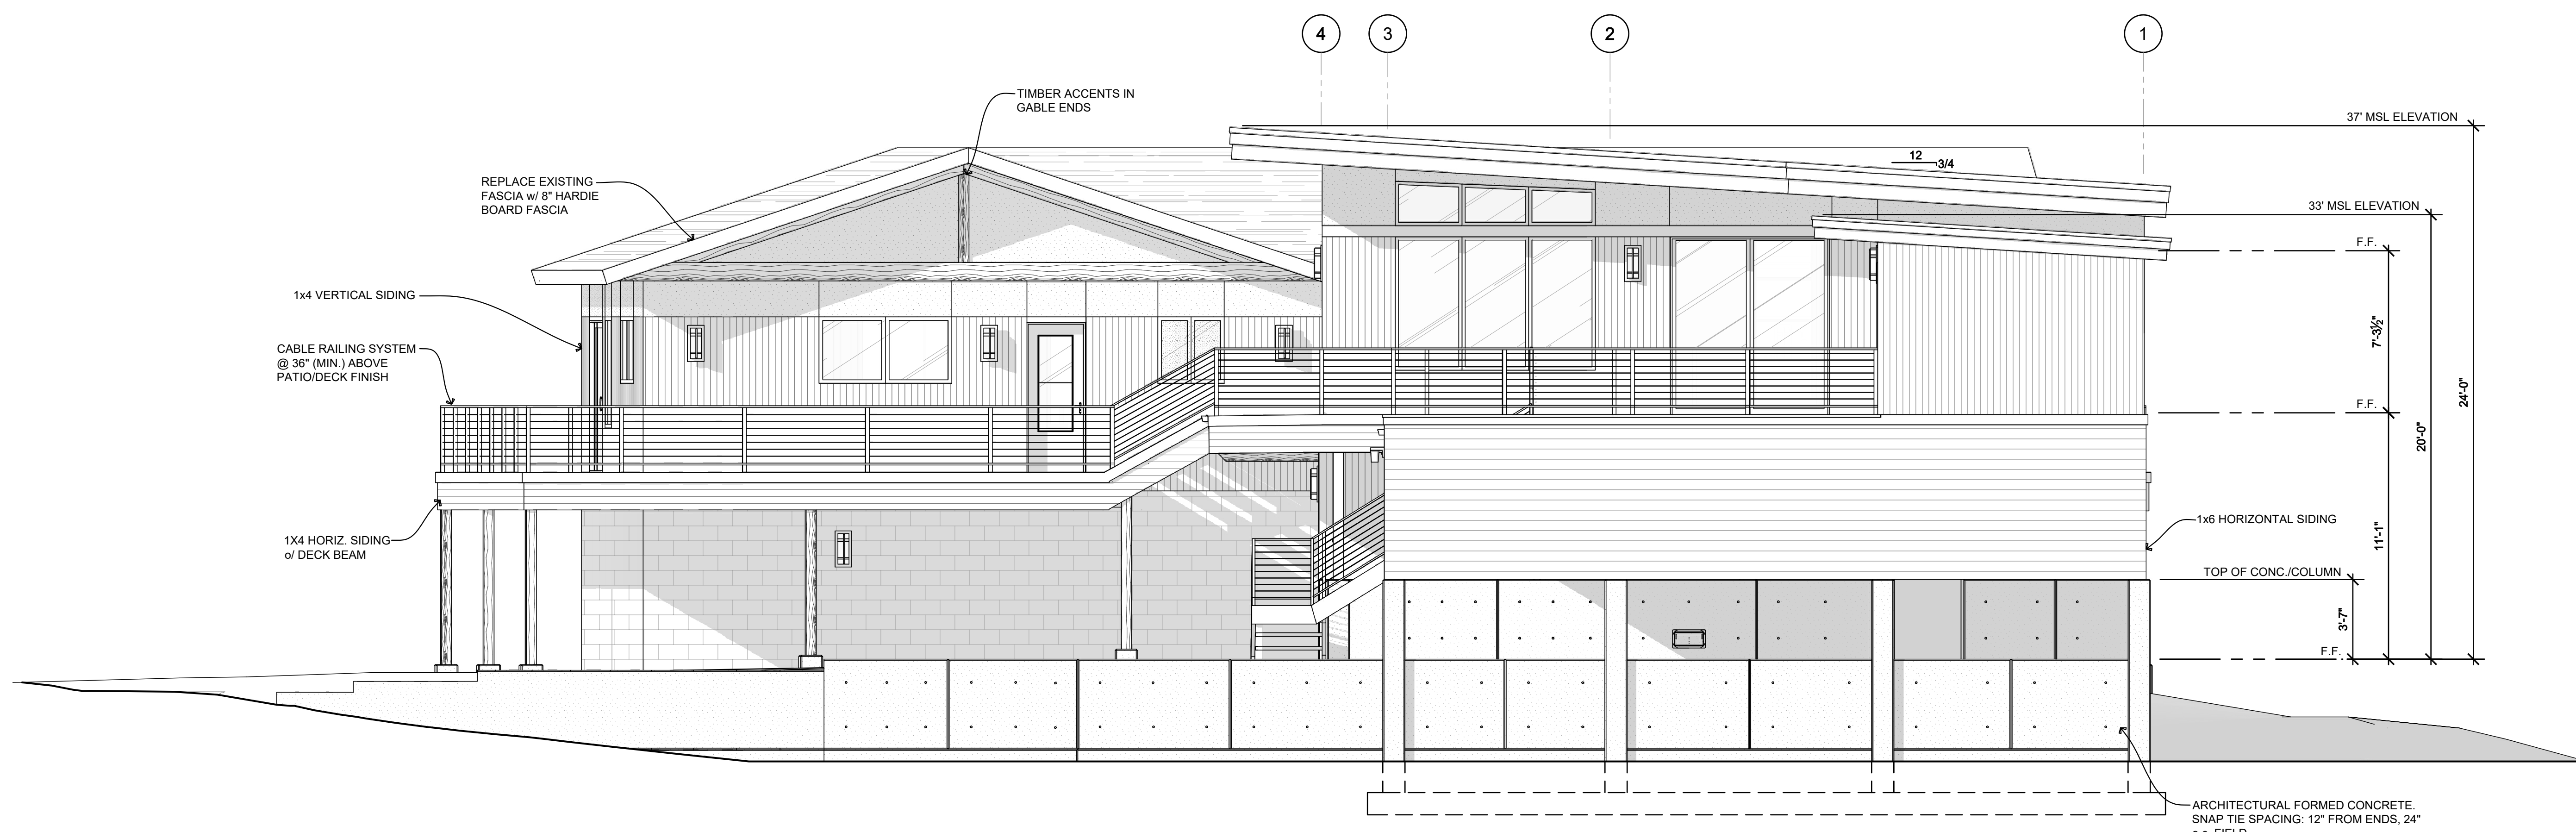 4
3
2
1
TIMBER ACCENTS IN
GABLE ENDS
37' MSL ELEVATION
12
3/4
REPLACE EXISTING
FASCIA w/ 8" HARDIE
BOARD FASCIA
33' MSL ELEVATION
F.F.
1x4 VERTICAL SIDING
CABLE RAILING SYSTEM
@ 36" (MIN.) ABOVE
PATIO/DECK FINISH
7'-3½"
24'-0"
F.F.
20'-0"
1X4 HORIZ. SIDING
o/ DECK BEAM
1x6 HORIZONTAL SIDING
11'-1"
TOP OF CONC./COLUMN
3'-7"
F.F.
ARCHITECTURAL FORMED CONCRETE.
SNAP TIE SPACING: 12" FROM ENDS, 24"
FIELD